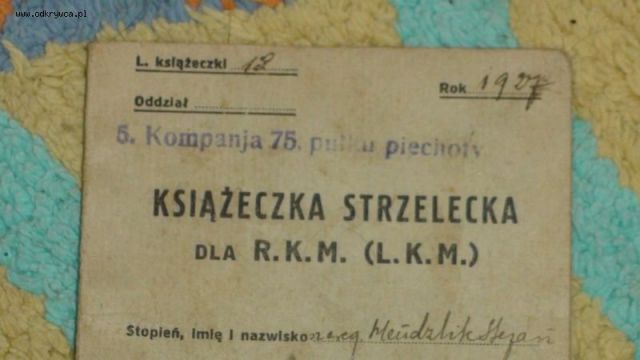 www.odkrywca.pl
L. książeczki 12
Rok 1927
Oddział
5. Kompanja 75. pułku piechoty
KSIĄŻECZKA STRZELECKA
DLA R.K.M. (L.K.M.)
Stopień, imię i nazwisko